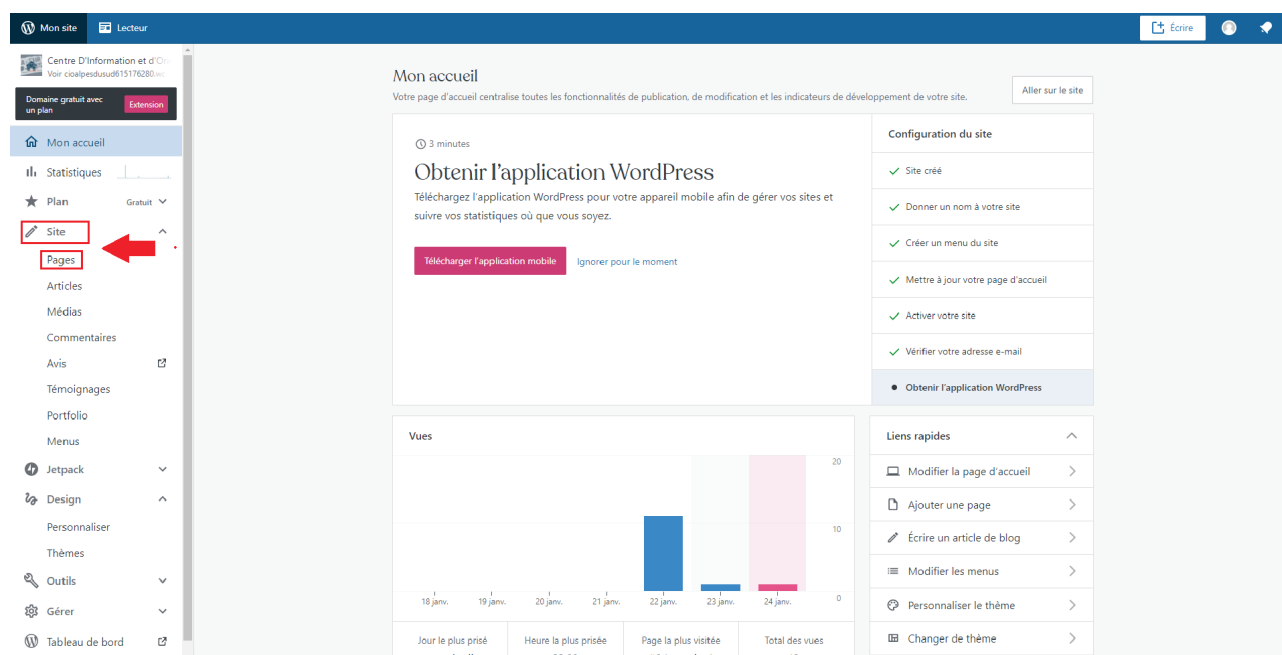 Mon site
Lecteur
Écrire
Centre D'Information et d'O
Voir cioalpesdusud615176280.wo
Domaine gratuit avec
un plan
Extension
Mon accueil
Statistiques
Plan
Gratuit
Site
Pages
Articles
Médias
Commentaires
Avis
Témoignages
Portfolio
Menus
Jetpack
Design
Personnaliser
Thèmes
Outils
Gérer
Tableau de bord
Mon accueil
Votre page d'accueil centralise toutes les fonctionnalités de publication, de modification et les indicateurs de développement de votre site.
Aller sur le site
3 minutes
Obtenir l'application WordPress
Téléchargez l'application WordPress pour votre appareil mobile afin de gérer vos sites et
suivre vos statistiques où que vous soyez.
Télécharger l'application mobile
Ignorer pour le moment
Configuration du site
Site créé
Donner un nom à votre site
Créer un menu du site
Mettre à jour votre page d'accueil
Activer votre site
Vérifier votre adresse e-mail
Obtenir l'application WordPress
Vues
20
10
0
18 janv.
19 janv.
20 janv.
21 janv.
22 janv.
23 janv.
24 janv.
Jour le plus prisé
Heure la plus prisée
Page la plus visitée
Total des vues
Liens rapides
Modifier la page d'accueil
Ajouter une page
Écrire un article de blog
Modifier les menus
Personnaliser le thème
Changer de thème